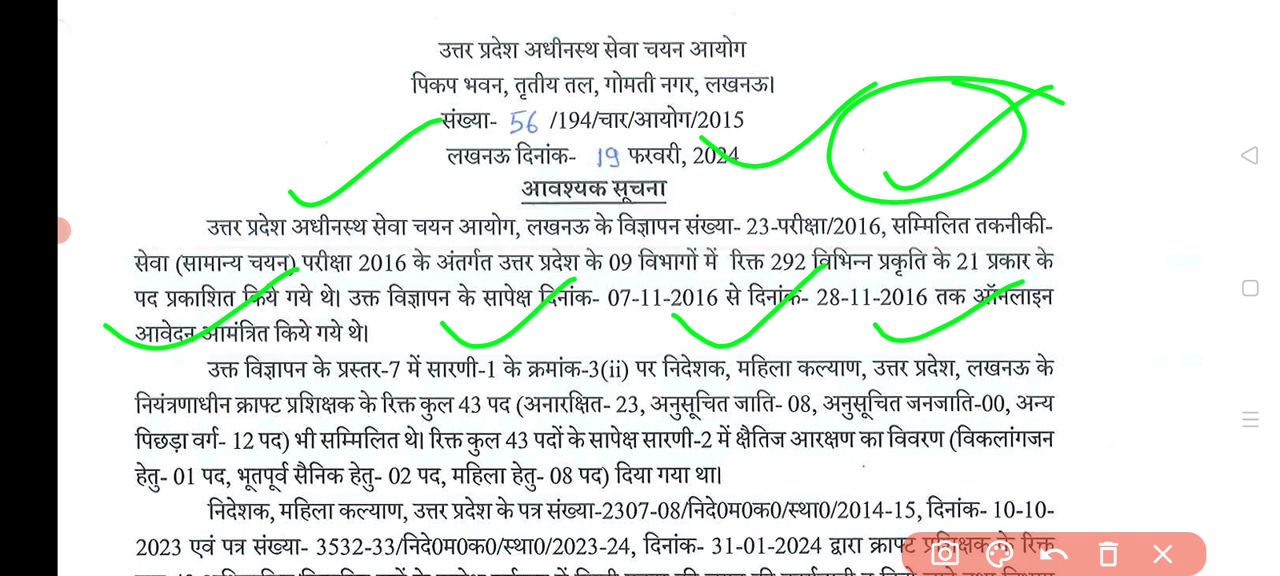 उत्तर प्रदेश अधीनस्थ सेवा चयन आयोग
पिकप भवन, तृतीय तल, गोमती नगर, लखनऊ।
संख्या- 56 /194/चार/आयोग/2015
लखनऊ दिनांक- 19 फरवरी, 2024
आवश्यक सूचना
उत्तर प्रदेश अधीनस्थ सेवा चयन आयोग, लखनऊ के विज्ञापन संख्या- 23-परीक्षा/2016, सम्मिलित तकनीकी-
सेवा (सामान्य चयन) परीक्षा 2016 के अंतर्गत उत्तर प्रदेश के 09 विभागों में रिक्त 292 विभिन्न प्रकृति के 21 प्रकार के
पद प्रकाशित किये गये थे। उक्त विज्ञापन के सापेक्ष दिनांक- 07-11-2016 से दिनांक- 28-11-2016 तक ऑनलाइन
आवेदन आमंत्रित किये गये थे।
उक्त विज्ञापन के प्रस्तर-7 में सारणी-1 के क्रमांक-3(ii) पर निदेशक, महिला कल्याण, उत्तर प्रदेश, लखनऊ के
नियंत्रणाधीन क्राफ्ट प्रशिक्षक के रिक्त कुल 43 पद (अनारक्षित- 23, अनुसूचित जाति- 08, अनुसूचित जनजाति-00, अन्य
पिछड़ा वर्ग- 12 पद) भी सम्मिलित थे। रिक्त कुल 43 पदों के सापेक्ष सारणी-2 में क्षैतिज आरक्षण का विवरण (विकलांगजन
हेतु- 01 पद, भूतपूर्व सैनिक हेतु- 02 पद, महिला हेतु- 08 पद) दिया गया था।
निदेशक, महिला कल्याण, उत्तर प्रदेश के पत्र संख्या-2307-08/निदे0म0क0/स्था0/2014-15, दिनांक- 10-10-
2023 एवं पत्र संख्या- 3532-33/निदे0म0क0/स्था0/2023-24, दिनांक- 31-01-2024 द्वारा क्राफ्ट प्रशिक्षक के रिक्त